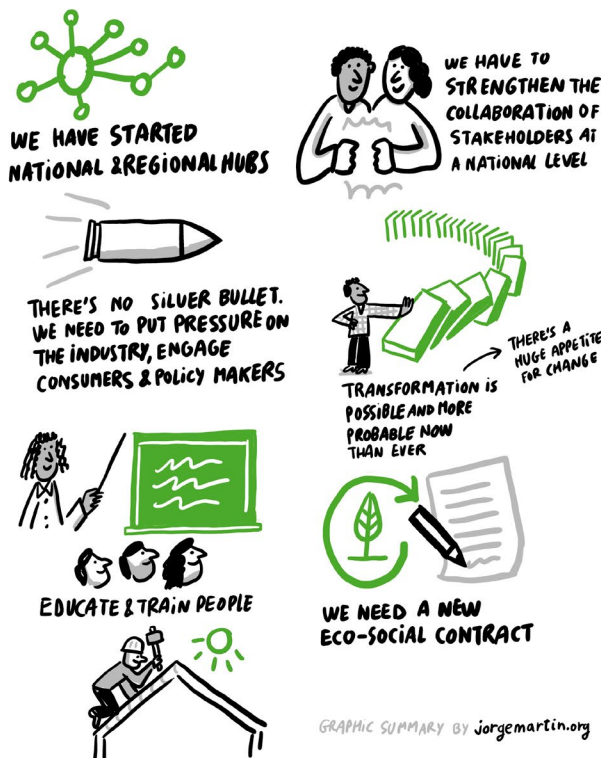 WE HAVE STARTED
NATIONAL & REGIONAL HUBS
WE HAVE TO
STRENGTHEN THE
COLLABORATION OF
STAKEHOLDERS AT
A NATIONAL LEVEL
THERE'S NO SILVER BULLET.
WE NEED TO PUT PRESSURE ON
THE INDUSTRY, ENGAGE
CONSUMERS & POLICY MAKERS
TRANSFORMATION IS
POSSIBLE AND MORE
PROBABLE NOW
THAN EVER
THERE'S A
HUGE APPETITE
FOR CHANGE
EDUCATE & TRAIN PEOPLE
WE NEED A NEW
ECO-SOCIAL CONTRACT
GRAPHIC SUMMARY BY jorgemartin.org